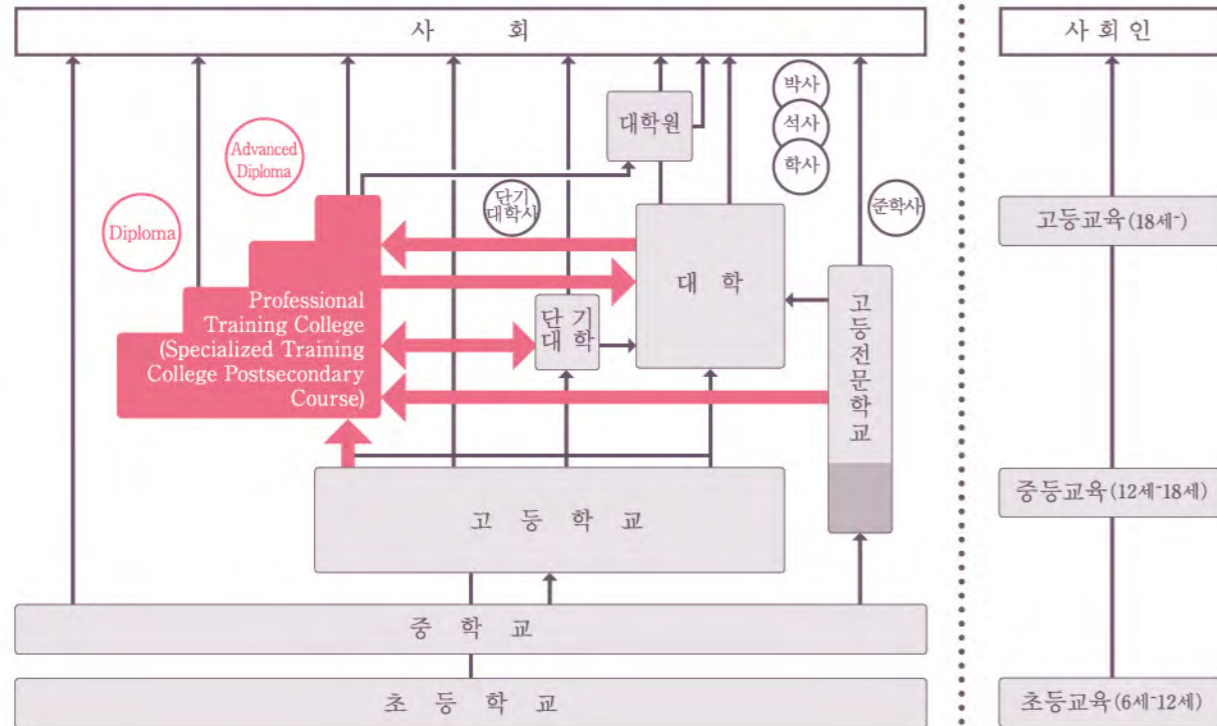 사 회
사 회 인
박사
석사
학사
대학원
Advanced
Diploma
단기
대학사
준학사
Diploma
고등교육(18세~)
대 학
Professional
Training College
(Specialized Training
College Postsecondary
Course)
단 기
대 학
고등전문학교
고 등 학 교
중등교육(12세~18세)
중 학 교
초 등 학 교
초등교육(6세~12세)